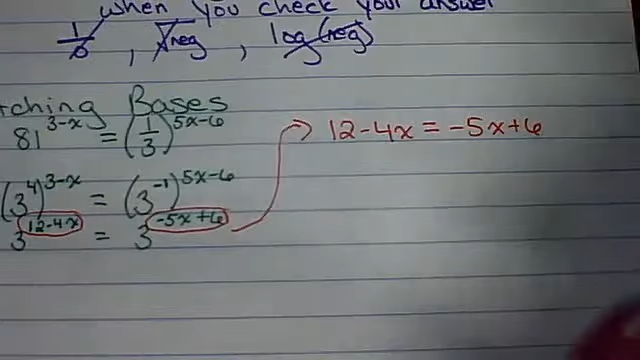 when you check your answer
1/0 , √neg , log(neg)
tching Bases
81^(3-x) = (1/3)^(5x-6)
12-4x = -5x+6
(3^4)^(3-x) = (3^-1)^(5x-6)
3^(12-4x) = 3^(-5x+6)